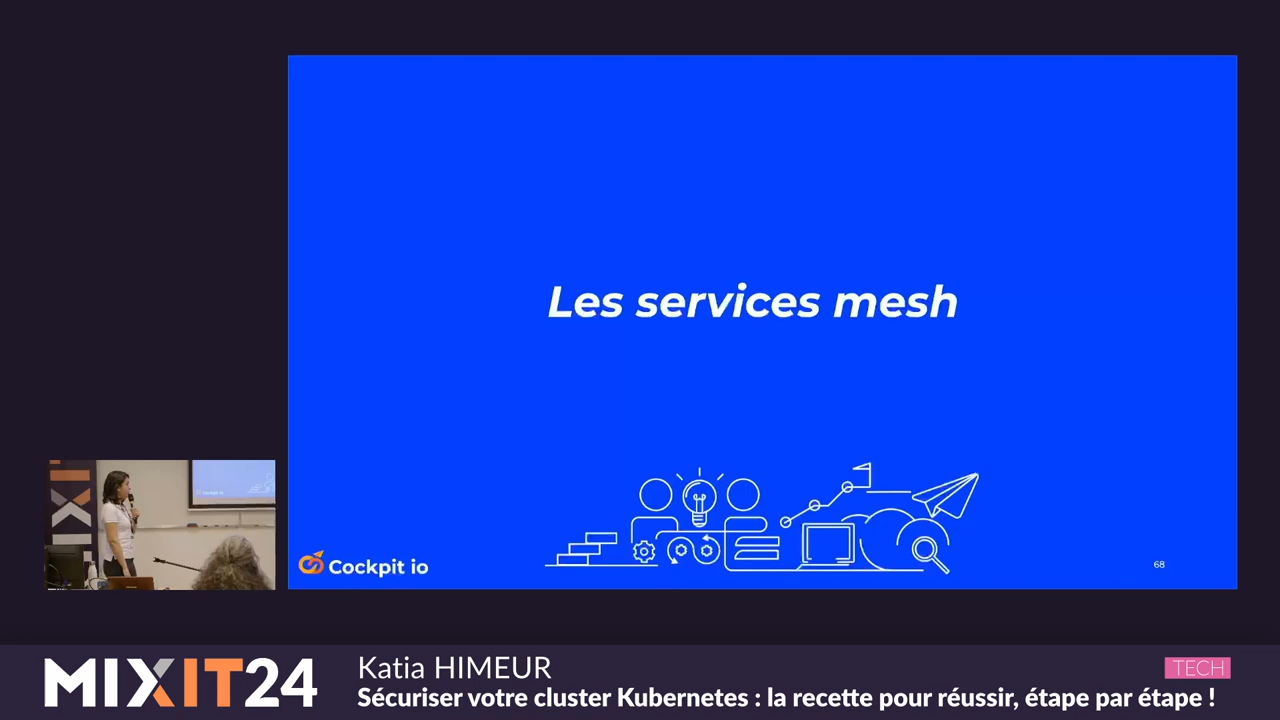 Les services mesh
Cockpit io
68
MIXIT24
Katia HIMEUR
TECH
Sécuriser votre cluster Kubernetes : la recette pour réussir, étape par étape !